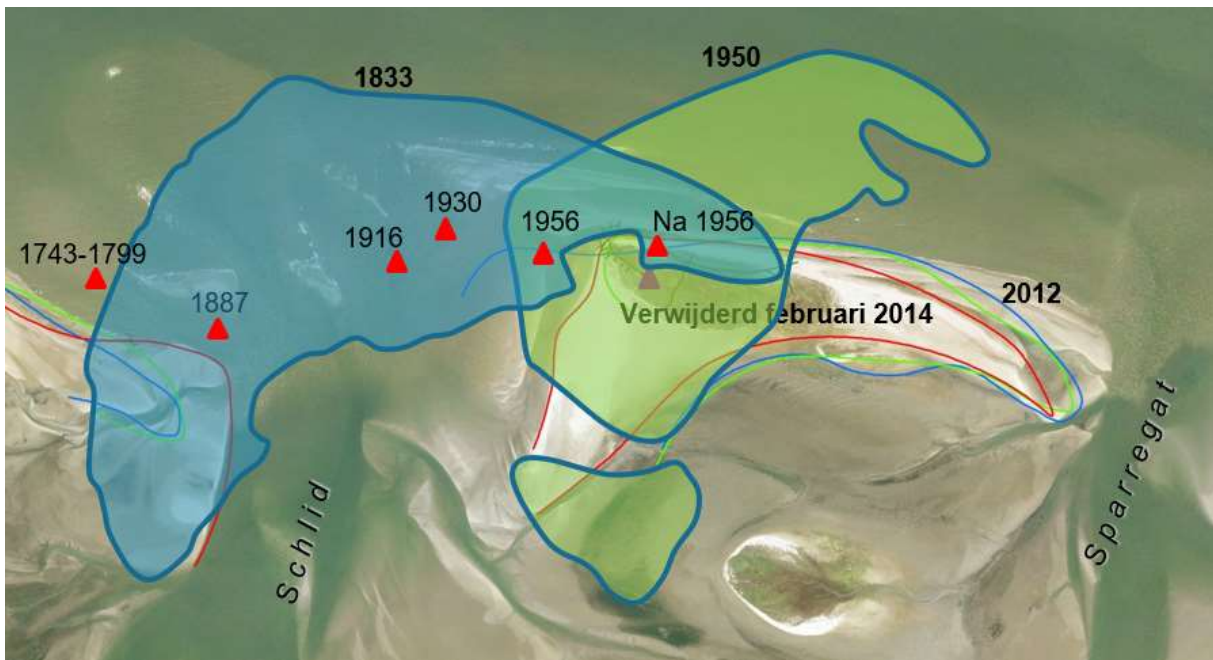 1950
1833
1930
1956
Na 1956
1916
1743-1799
1887
2012
Verwijderd februari 2014
Schlid
Sparregat